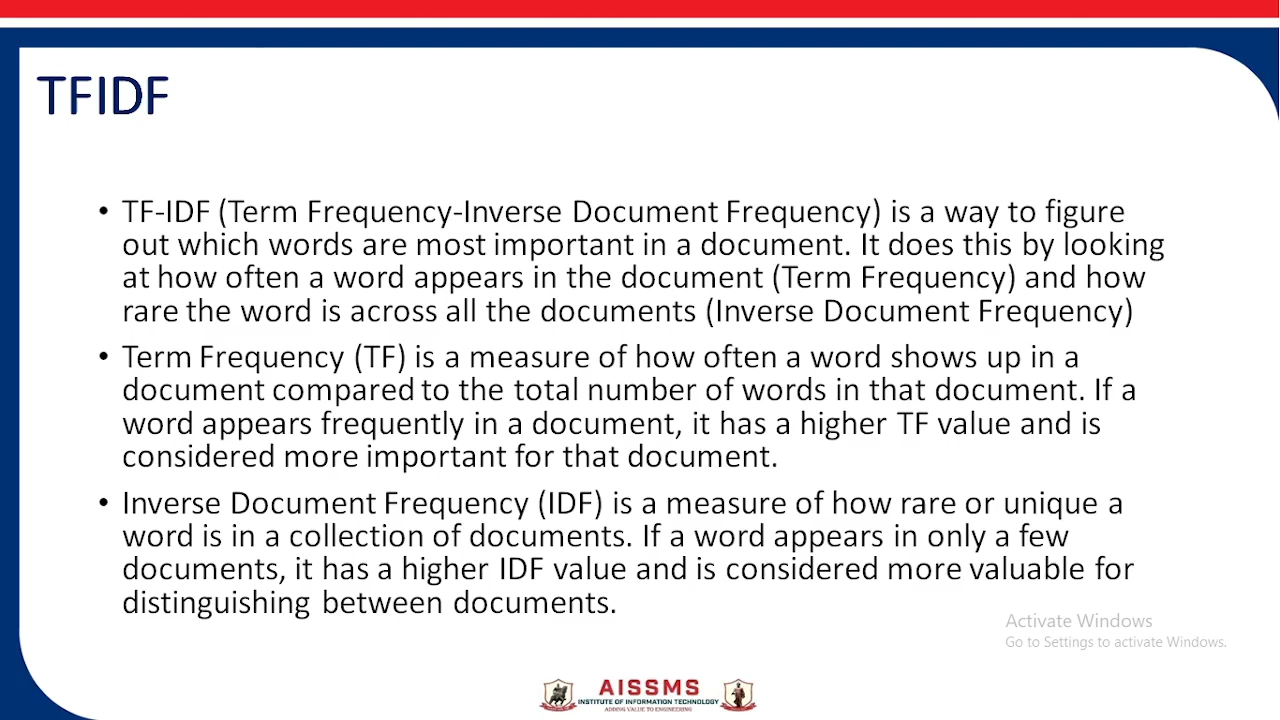 TFIDF
• TF-IDF (Term Frequency-Inverse Document Frequency) is a way to figure
out which words are most important in a document. It does this by looking
at how often a word appears in the document (Term Frequency) and how
rare the word is across all the documents (Inverse Document Frequency)
• Term Frequency (TF) is a measure of how often a word shows up in a
document compared to the total number of words in that document. If a
word appears frequently in a document, it has a higher TF value and is
considered more important for that document.
• Inverse Document Frequency (IDF) is a measure of how rare or unique a
word is in a collection of documents. If a word appears in only a few
documents, it has a higher IDF value and is considered more valuable for
distinguishing between documents.
Activate Windows
Go to Settings to activate Windows.
AISSMS
INSTITUTE OF INFORMATION TECHNOLOGY
ADDING VALUE TO ENGINEERING